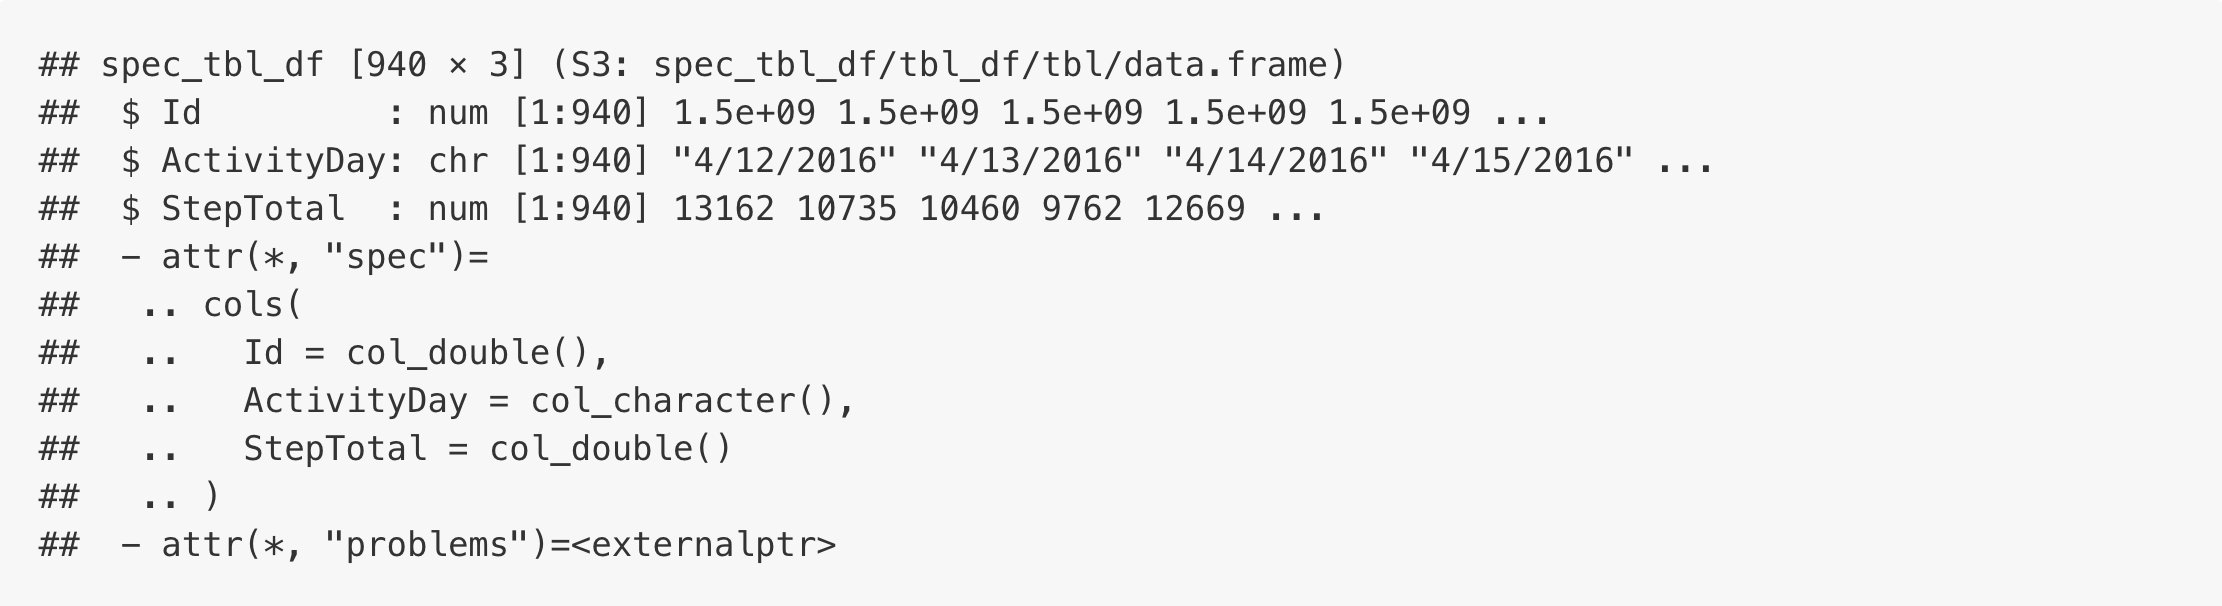 ## spec_tbl_df [940 × 3] (S3: spec_tbl_df/tbl_df/tbl/data.frame)
##  $ Id         : num [1:940] 1.5e+09 1.5e+09 1.5e+09 1.5e+09 1.5e+09 ...
##  $ ActivityDay: chr [1:940] "4/12/2016" "4/13/2016" "4/14/2016" "4/15/2016" ...
##  $ StepTotal  : num [1:940] 13162 10735 10460 9762 12669 ...
##  - attr(*, "spec")=
##   .. cols(
##   ..   Id = col_double(),
##   ..   ActivityDay = col_character(),
##   ..   StepTotal = col_double()
##   .. )
##  - attr(*, "problems")=<externalptr>